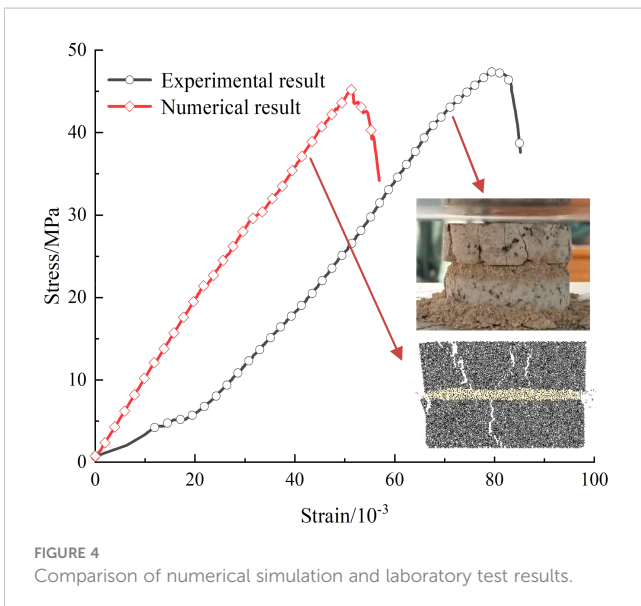 50
40
30
20
10
0
Stress/MPa
Experimental result
Numerical result
0 20 40 60 80 100
Strain/10⁻³
FIGURE 4
Comparison of numerical simulation and laboratory test results.